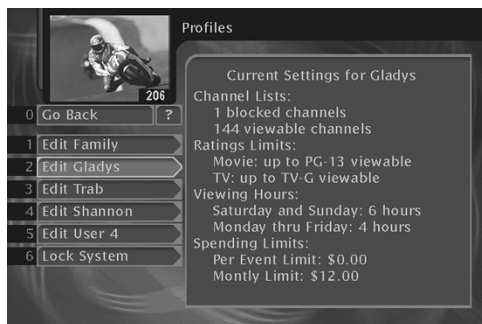 Profiles
206
0 Go Back ?
1 Edit Family
2 Edit Gladys
3 Edit Trab
4 Edit Shannon
5 Edit User 4
6 Lock System
Current Settings for Gladys
Channel Lists:
1 blocked channels
144 viewable channels
Ratings Limits:
Movie: up to PG-13 viewable
TV: up to TV-G viewable
Viewing Hours:
Saturday and Sunday: 6 hours
Monday thru Friday: 4 hours
Spending Limits:
Per Event Limit: $0.00
Montly Limit: $12.00